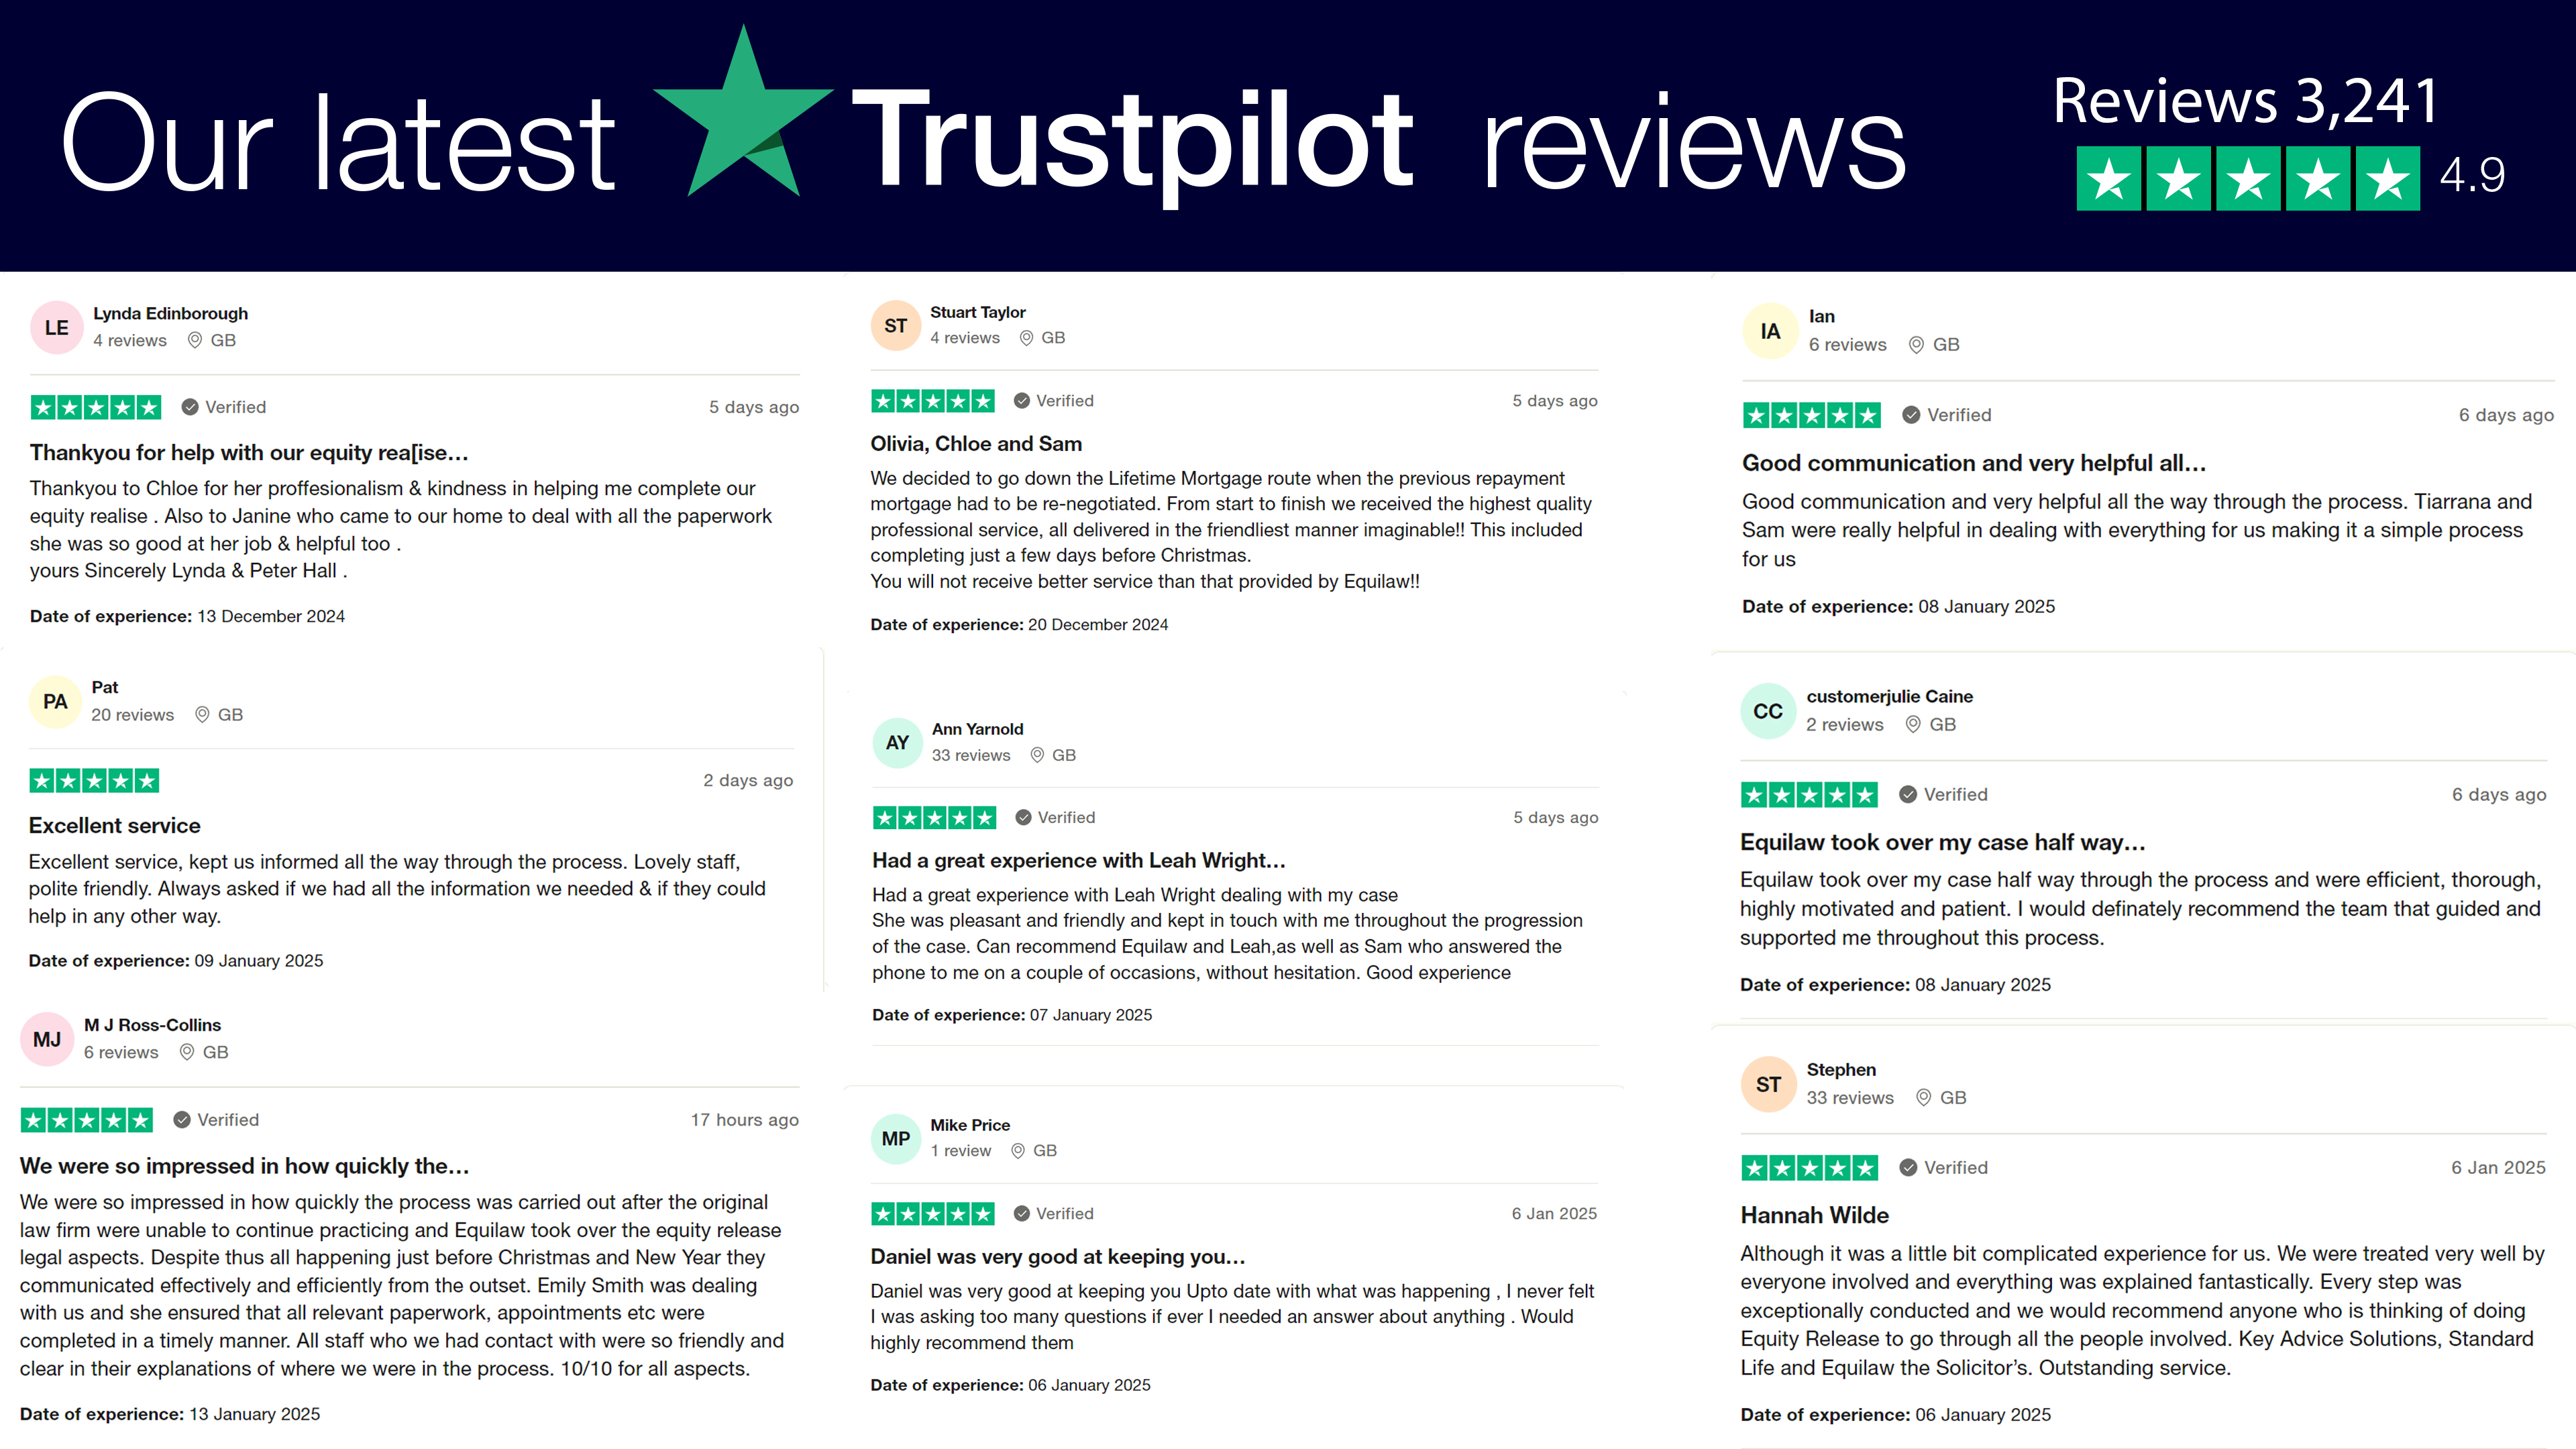 Our latest Trustpilot reviews
Reviews 3,241
4.9
LE
Lynda Edinborough
4 reviews GB
Verified
5 days ago
Thankyou for help with our equity rea[ise...
Thankyou to Chloe for her proffesionalism & kindness in helping me complete our
equity realise . Also to Janine who came to our home to deal with all the paperwork
she was so good at her job & helpful too .
yours Sincerely Lynda & Peter Hall .
Date of experience: 13 December 2024
PA
Pat
20 reviews GB
2 days ago
Excellent service
Excellent service, kept us informed all the way through the process. Lovely staff,
polite friendly. Always asked if we had all the information we needed & if they could
help in any other way.
Date of experience: 09 January 2025
MJ
M J Ross-Collins
6 reviews GB
Verified
17 hours ago
We were so impressed in how quickly the...
We were so impressed in how quickly the process was carried out after the original
law firm were unable to continue practicing and Equilaw took over the equity release
legal aspects. Despite thus all happening just before Christmas and New Year they
communicated effectively and efficiently from the outset. Emily Smith was dealing
with us and she ensured that all relevant paperwork, appointments etc were
completed in a timely manner. All staff who we had contact with were so friendly and
clear in their explanations of where we were in the process. 10/10 for all aspects.
Date of experience: 13 January 2025
ST
Stuart Taylor
4 reviews GB
Verified
5 days ago
Olivia, Chloe and Sam
We decided to go down the Lifetime Mortgage route when the previous repayment
mortgage had to be re-negotiated. From start to finish we received the highest quality
professional service, all delivered in the friendliest manner imaginable!! This included
completing just a few days before Christmas.
You will not receive better service than that provided by Equilaw!!
Date of experience: 20 December 2024
AY
Ann Yarnold
33 reviews GB
Verified
5 days ago
Had a great experience with Leah Wright...
Had a great experience with Leah Wright dealing with my case
She was pleasant and friendly and kept in touch with me throughout the progression
of the case. Can recommend Equilaw and Leah,as well as Sam who answered the
phone to me on a couple of occasions, without hesitation. Good experience
Date of experience: 07 January 2025
MP
Mike Price
1 review GB
Verified
6 Jan 2025
Daniel was very good at keeping you...
Daniel was very good at keeping you Upto date with what was happening , I never felt
I was asking too many questions if ever I needed an answer about anything . Would
highly recommend them
Date of experience: 06 January 2025
IA
Ian
6 reviews GB
Verified
6 days ago
Good communication and very helpful all...
Good communication and very helpful all the way through the process. Tiarrana and
Sam were really helpful in dealing with everything for us making it a simple process
for us
Date of experience: 08 January 2025
CC
customerjulie Caine
2 reviews GB
Verified
6 days ago
Equilaw took over my case half way...
Equilaw took over my case half way through the process and were efficient, thorough,
highly motivated and patient. I would definately recommend the team that guided and
supported me throughout this process.
Date of experience: 08 January 2025
ST
Stephen
33 reviews GB
Verified
6 Jan 2025
Hannah Wilde
Although it was a little bit complicated experience for us. We were treated very well by
everyone involved and everything was explained fantastically. Every step was
exceptionally conducted and we would recommend anyone who is thinking of doing
Equity Release to go through all the people involved. Key Advice Solutions, Standard
Life and Equilaw the Solicitor's. Outstanding service.
Date of experience: 06 January 2025